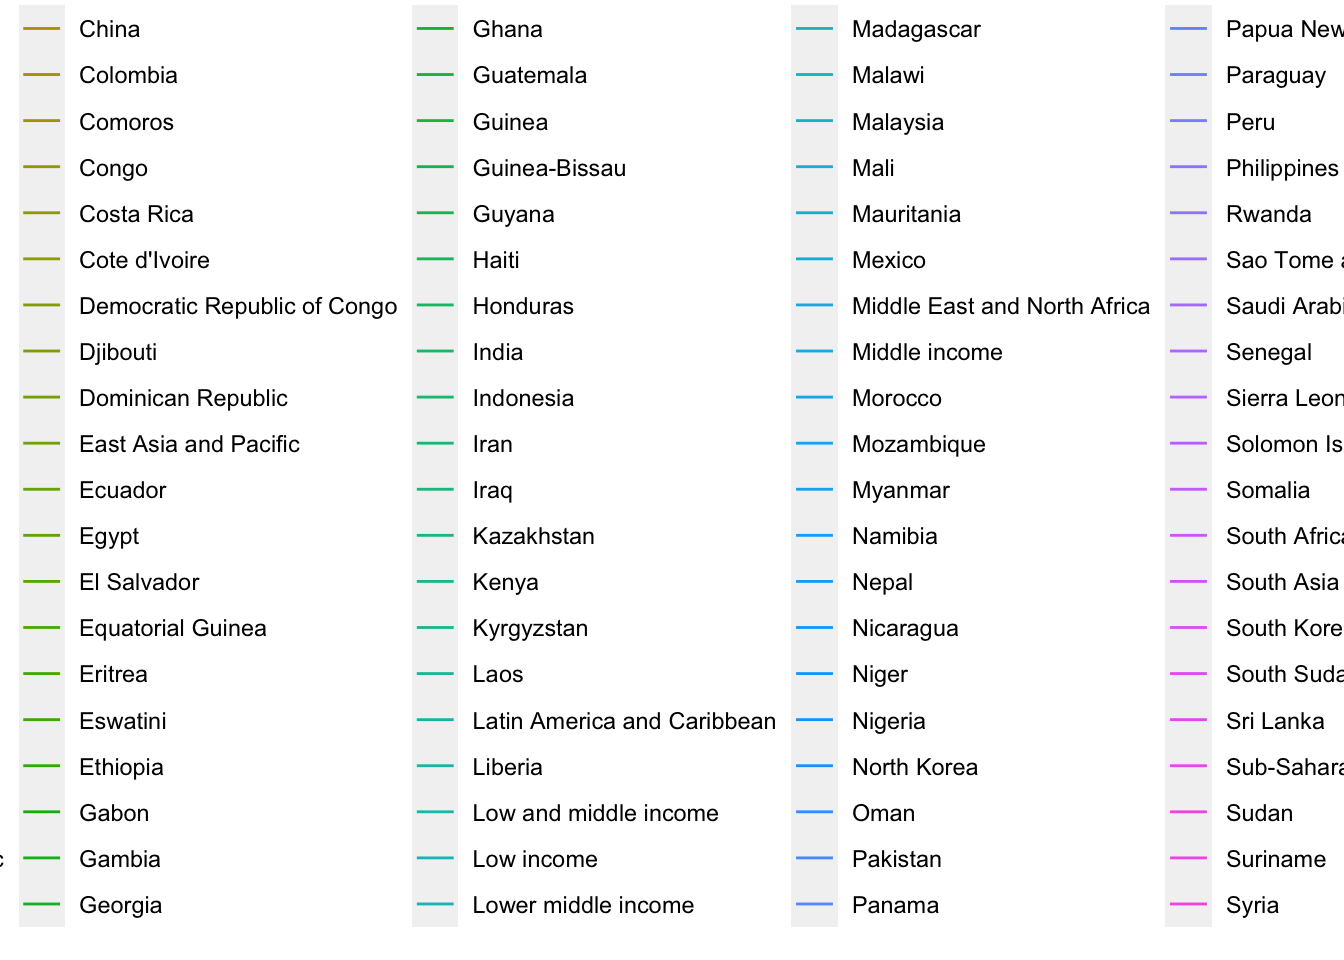 China
Colombia
Comoros
Congo
Costa Rica
Cote d'Ivoire
Democratic Republic of Congo
Djibouti
Dominican Republic
East Asia and Pacific
Ecuador
Egypt
El Salvador
Equatorial Guinea
Eritrea
Eswatini
Ethiopia
Gabon
Gambia
Georgia
Ghana
Guatemala
Guinea
Guinea-Bissau
Guyana
Haiti
Honduras
India
Indonesia
Iran
Iraq
Kazakhstan
Kenya
Kyrgyzstan
Laos
Latin America and Caribbean
Liberia
Low and middle income
Low income
Lower middle income
Madagascar
Malawi
Malaysia
Mali
Mauritania
Mexico
Middle East and North Africa
Middle income
Morocco
Mozambique
Myanmar
Namibia
Nepal
Nicaragua
Niger
Nigeria
North Korea
Oman
Pakistan
Panama
Papua New
Paraguay
Peru
Philippines
Rwanda
Sao Tome
Saudi Arabi
Senegal
Sierra Leon
Solomon Is
Somalia
South Africa
South Asia
South Kore
South Suda
Sri Lanka
Sub-Sahara
Sudan
Suriname
Syria